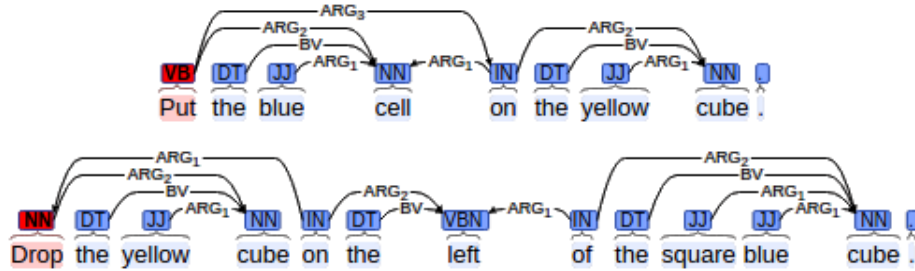 ARG3
ARG2
BV
ARG1 ARG1
ARG2
BV
ARG1
VB DT JJ NN IN DT JJ NN .
Put the blue cell on the yellow cube .
ARG1
ARG2
BV
ARG1
ARG2
BV ARG1
ARG2
BV
ARG1
ARG1
NN DT JJ NN IN DT VBN IN DT JJ JJ NN .
Drop the yellow cube on the left of the square blue cube .